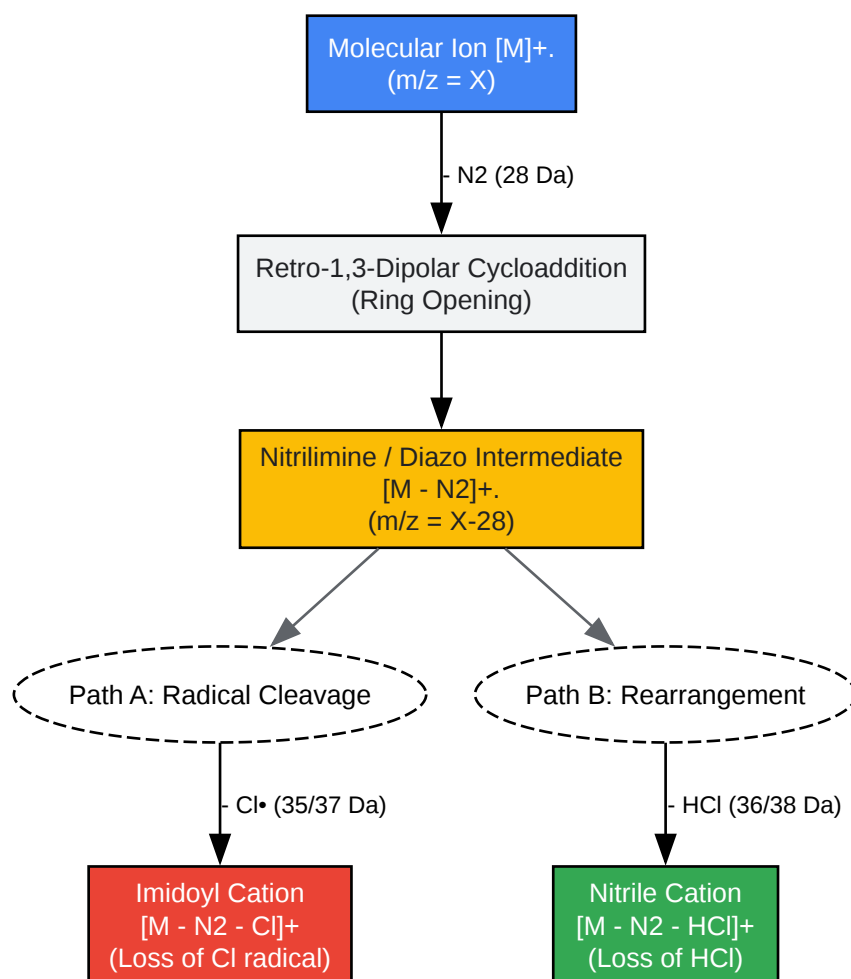 Molecular Ion [M]+.
(m/z = X)
- N2 (28 Da)
Retro-1,3-Dipolar Cycloaddition
(Ring Opening)
Nitrilimine / Diazo Intermediate
[M - N2]+.
(m/z = X-28)
Path A: Radical Cleavage
Path B: Rearrangement
- Cl• (35/37 Da)
- HCl (36/38 Da)
Imidoyl Cation
[M - N2 - Cl]+
(Loss of Cl radical)
Nitrile Cation
[M - N2 - HCl]+
(Loss of HCl)